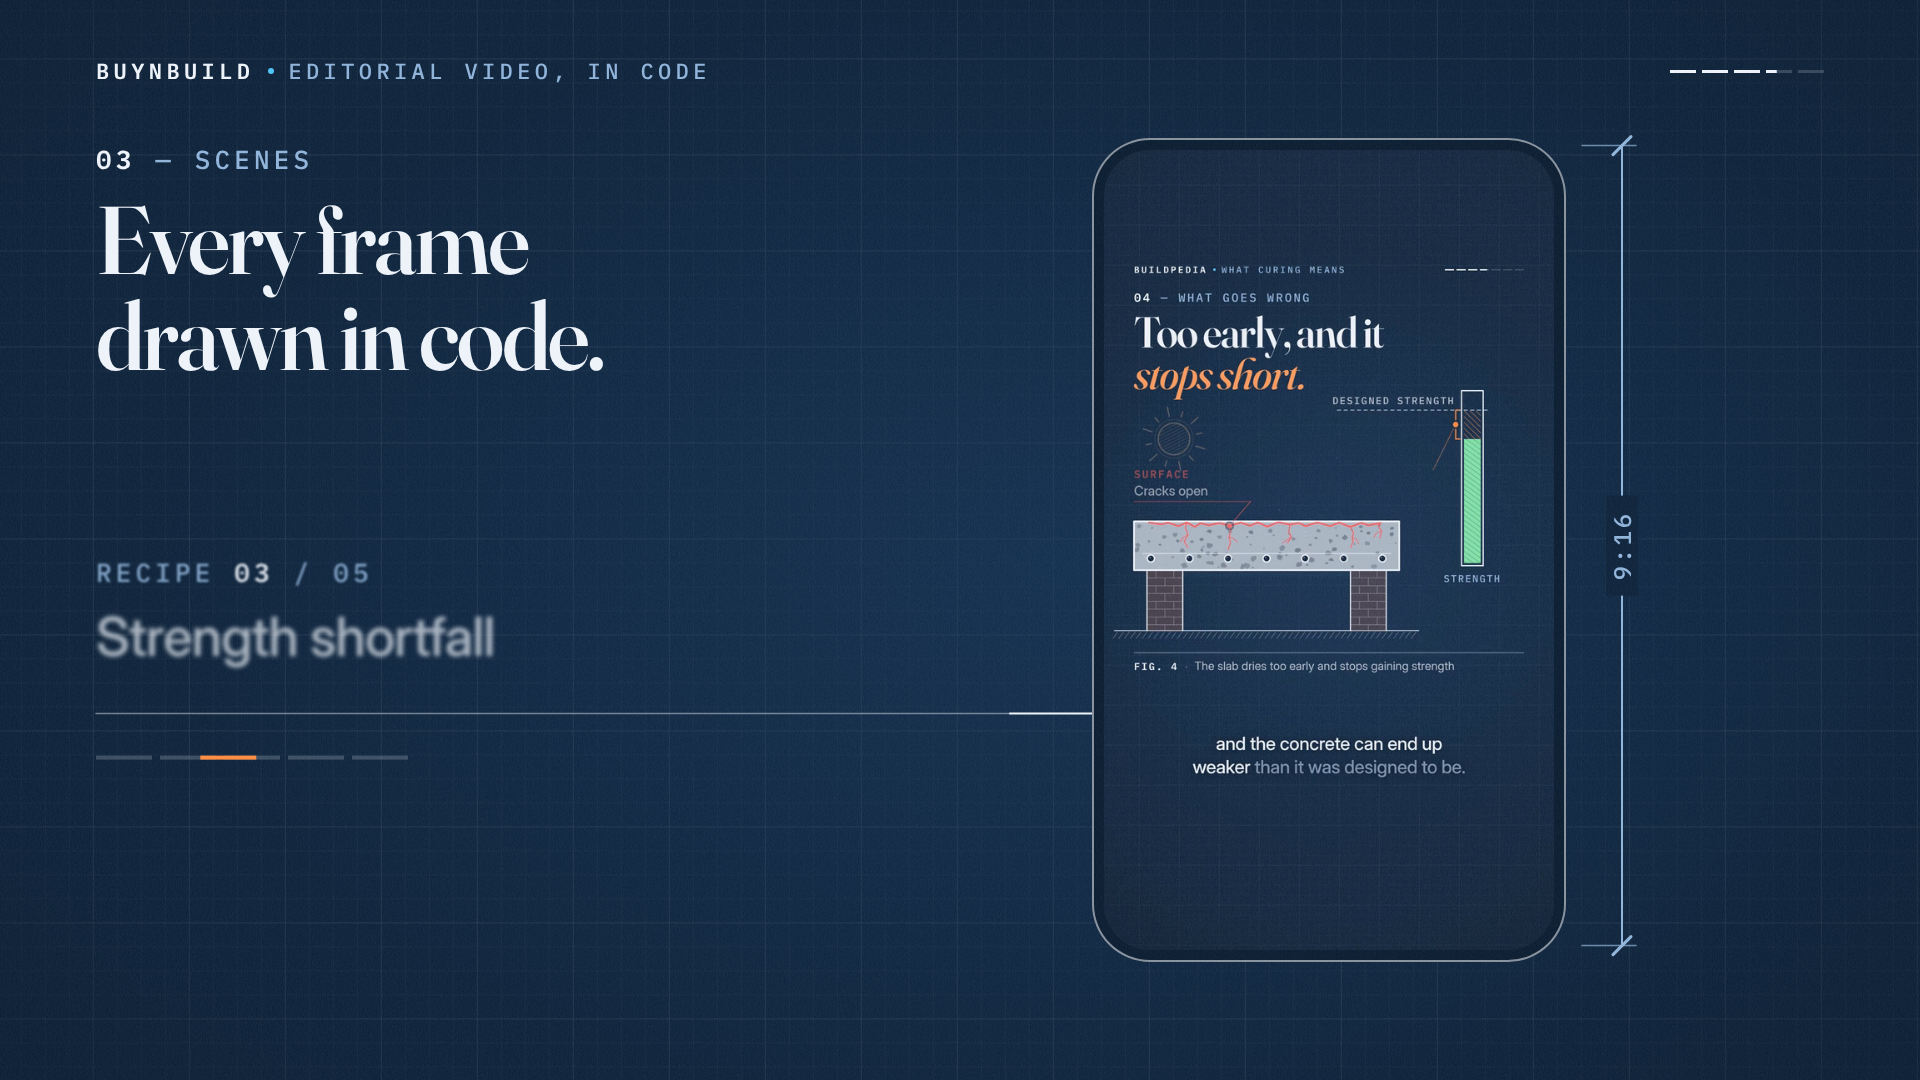 BUYNBUILD • EDITORIAL VIDEO, IN CODE
03 — SCENES
Every frame
drawn in code.
RECIPE 03 / 05
Strength shortfall
BUILDPEDIA • WHAT CURING MEANS
04 — WHAT GOES WRONG
Too early, and it
stops short.
DESIGNED STRENGTH
SURFACE
Cracks open
STRENGTH
FIG. 4 · The slab dries too early and stops gaining strength
and the concrete can end up
weaker than it was designed to be.
9:16